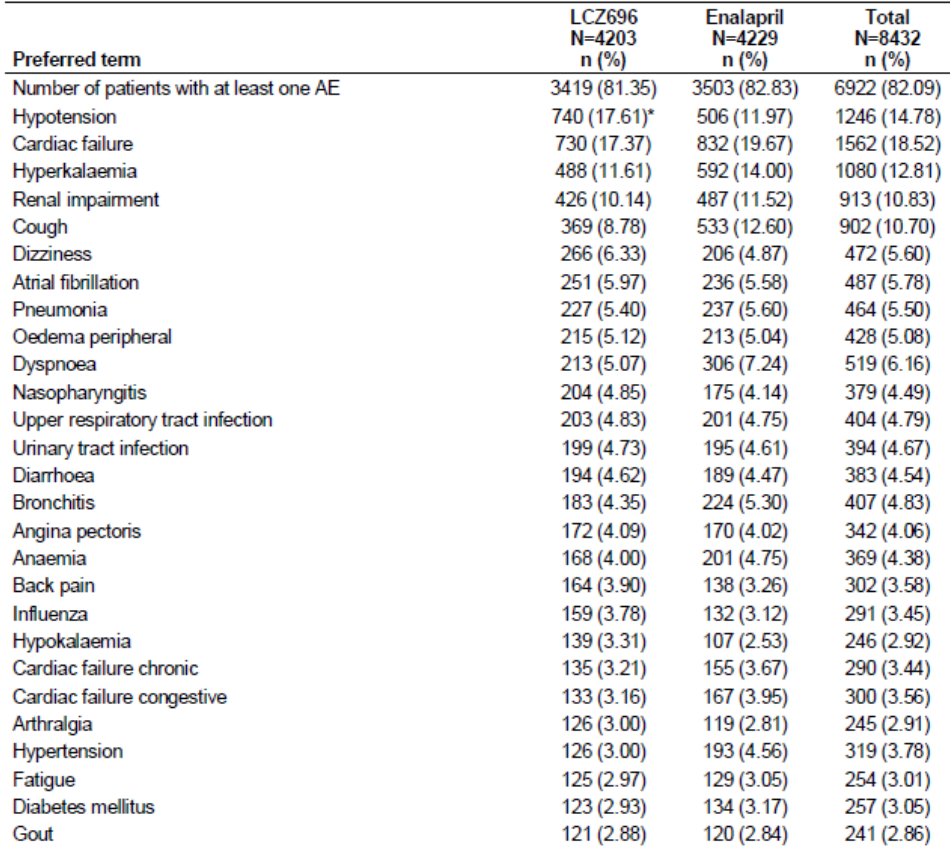 LCZ696 Enalapril Total
N=4203 N=4229 N=8432
Preferred term n (%) n (%) n (%)
Number of patients with at least one AE 3419 (81.35) 3503 (82.83) 6922 (82.09)
Hypotension 740 (17.61)* 506 (11.97) 1246 (14.78)
Cardiac failure 730 (17.37) 832 (19.67) 1562 (18.52)
Hyperkalaemia 488 (11.61) 592 (14.00) 1080 (12.81)
Renal impairment 426 (10.14) 487 (11.52) 913 (10.83)
Cough 369 (8.78) 533 (12.60) 902 (10.70)
Dizziness 266 (6.33) 206 (4.87) 472 (5.60)
Atrial fibrillation 251 (5.97) 236 (5.58) 487 (5.78)
Pneumonia 227 (5.40) 237 (5.60) 464 (5.50)
Oedema peripheral 215 (5.12) 213 (5.04) 428 (5.08)
Dyspnoea 213 (5.07) 306 (7.24) 519 (6.16)
Nasopharyngitis 204 (4.85) 175 (4.14) 379 (4.49)
Upper respiratory tract infection 203 (4.83) 201 (4.75) 404 (4.79)
Urinary tract infection 199 (4.73) 195 (4.61) 394 (4.67)
Diarrhoea 194 (4.62) 189 (4.47) 383 (4.54)
Bronchitis 183 (4.35) 224 (5.30) 407 (4.83)
Angina pectoris 172 (4.09) 170 (4.02) 342 (4.06)
Anaemia 168 (4.00) 201 (4.75) 369 (4.38)
Back pain 164 (3.90) 138 (3.26) 302 (3.58)
Influenza 159 (3.78) 132 (3.12) 291 (3.45)
Hypokalaemia 139 (3.31) 107 (2.53) 246 (2.92)
Cardiac failure chronic 135 (3.21) 155 (3.67) 290 (3.44)
Cardiac failure congestive 133 (3.16) 167 (3.95) 300 (3.56)
Arthralgia 126 (3.00) 119 (2.81) 245 (2.91)
Hypertension 126 (3.00) 193 (4.56) 319 (3.78)
Fatigue 125 (2.97) 129 (3.05) 254 (3.01)
Diabetes mellitus 123 (2.93) 134 (3.17) 257 (3.05)
Gout 121 (2.88) 120 (2.84) 241 (2.86)